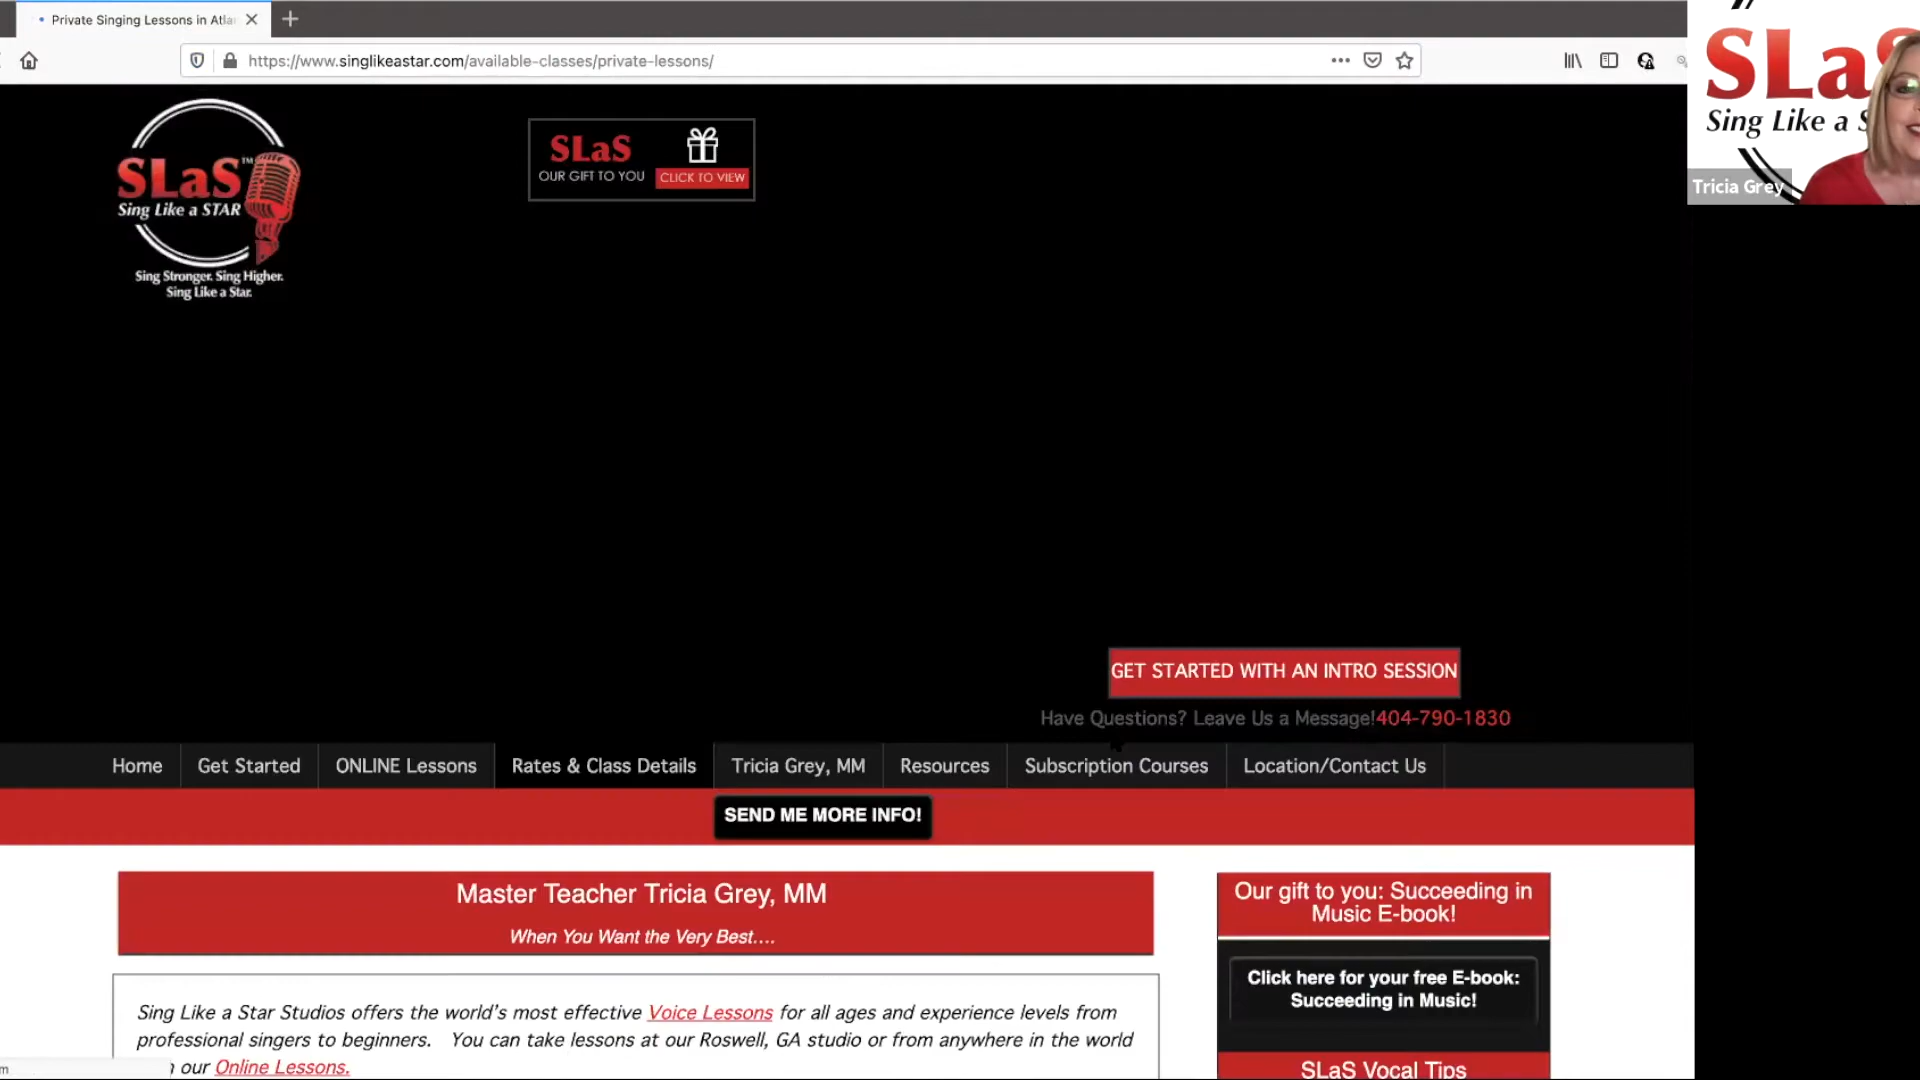 Private Singing Lessons in Atla
https://www.singlikeastar.com/available-classes/private-lessons/
SLaS
Sing Like a S
Tricia Grey
SLaS™
Sing Like a STAR
Sing Stronger. Sing Higher.
Sing Like a Star.
SLaS
OUR GIFT TO YOU
CLICK TO VIEW
GET STARTED WITH AN INTRO SESSION
Have Questions? Leave Us a Message!404-790-1830
Home
Get Started
ONLINE Lessons
Rates & Class Details
Tricia Grey, MM
Resources
Subscription Courses
Location/Contact Us
SEND ME MORE INFO!
Master Teacher Tricia Grey, MM
When You Want the Very Best....
Sing Like a Star Studios offers the world's most effective Voice Lessons for all ages and experience levels from
professional singers to beginners. You can take lessons at our Roswell, GA studio or from anywhere in the world
our Online Lessons.
Our gift to you: Succeeding in
Music E-book!
Click here for your free E-book:
Succeeding in Music!
SLaS Vocal Tips